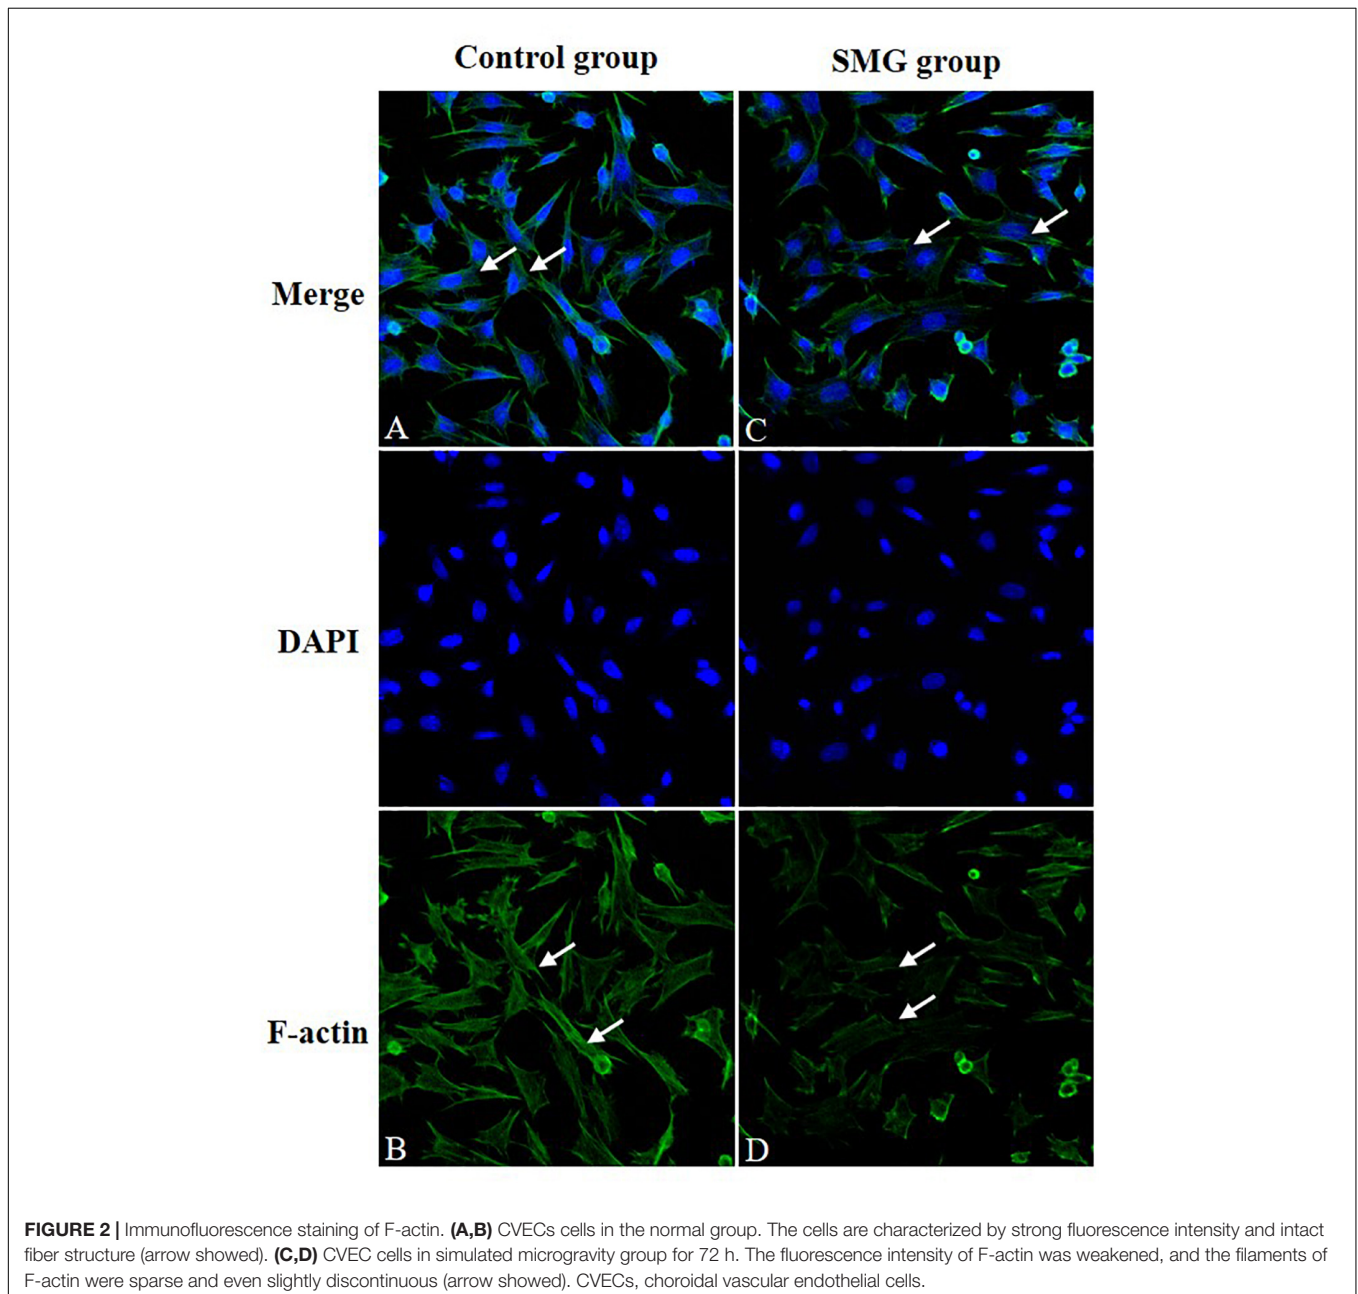 Control group
SMG group
Merge
A
C
DAPI
F-actin
B
D
FIGURE 2 | Immunofluorescence staining of F-actin. (A,B) CVECs cells in the normal group. The cells are characterized by strong fluorescence intensity and intact
fiber structure (arrow showed). (C,D) CVEC cells in simulated microgravity group for 72 h. The fluorescence intensity of F-actin was weakened, and the filaments of
F-actin were sparse and even slightly discontinuous (arrow showed). CVECs, choroidal vascular endothelial cells.